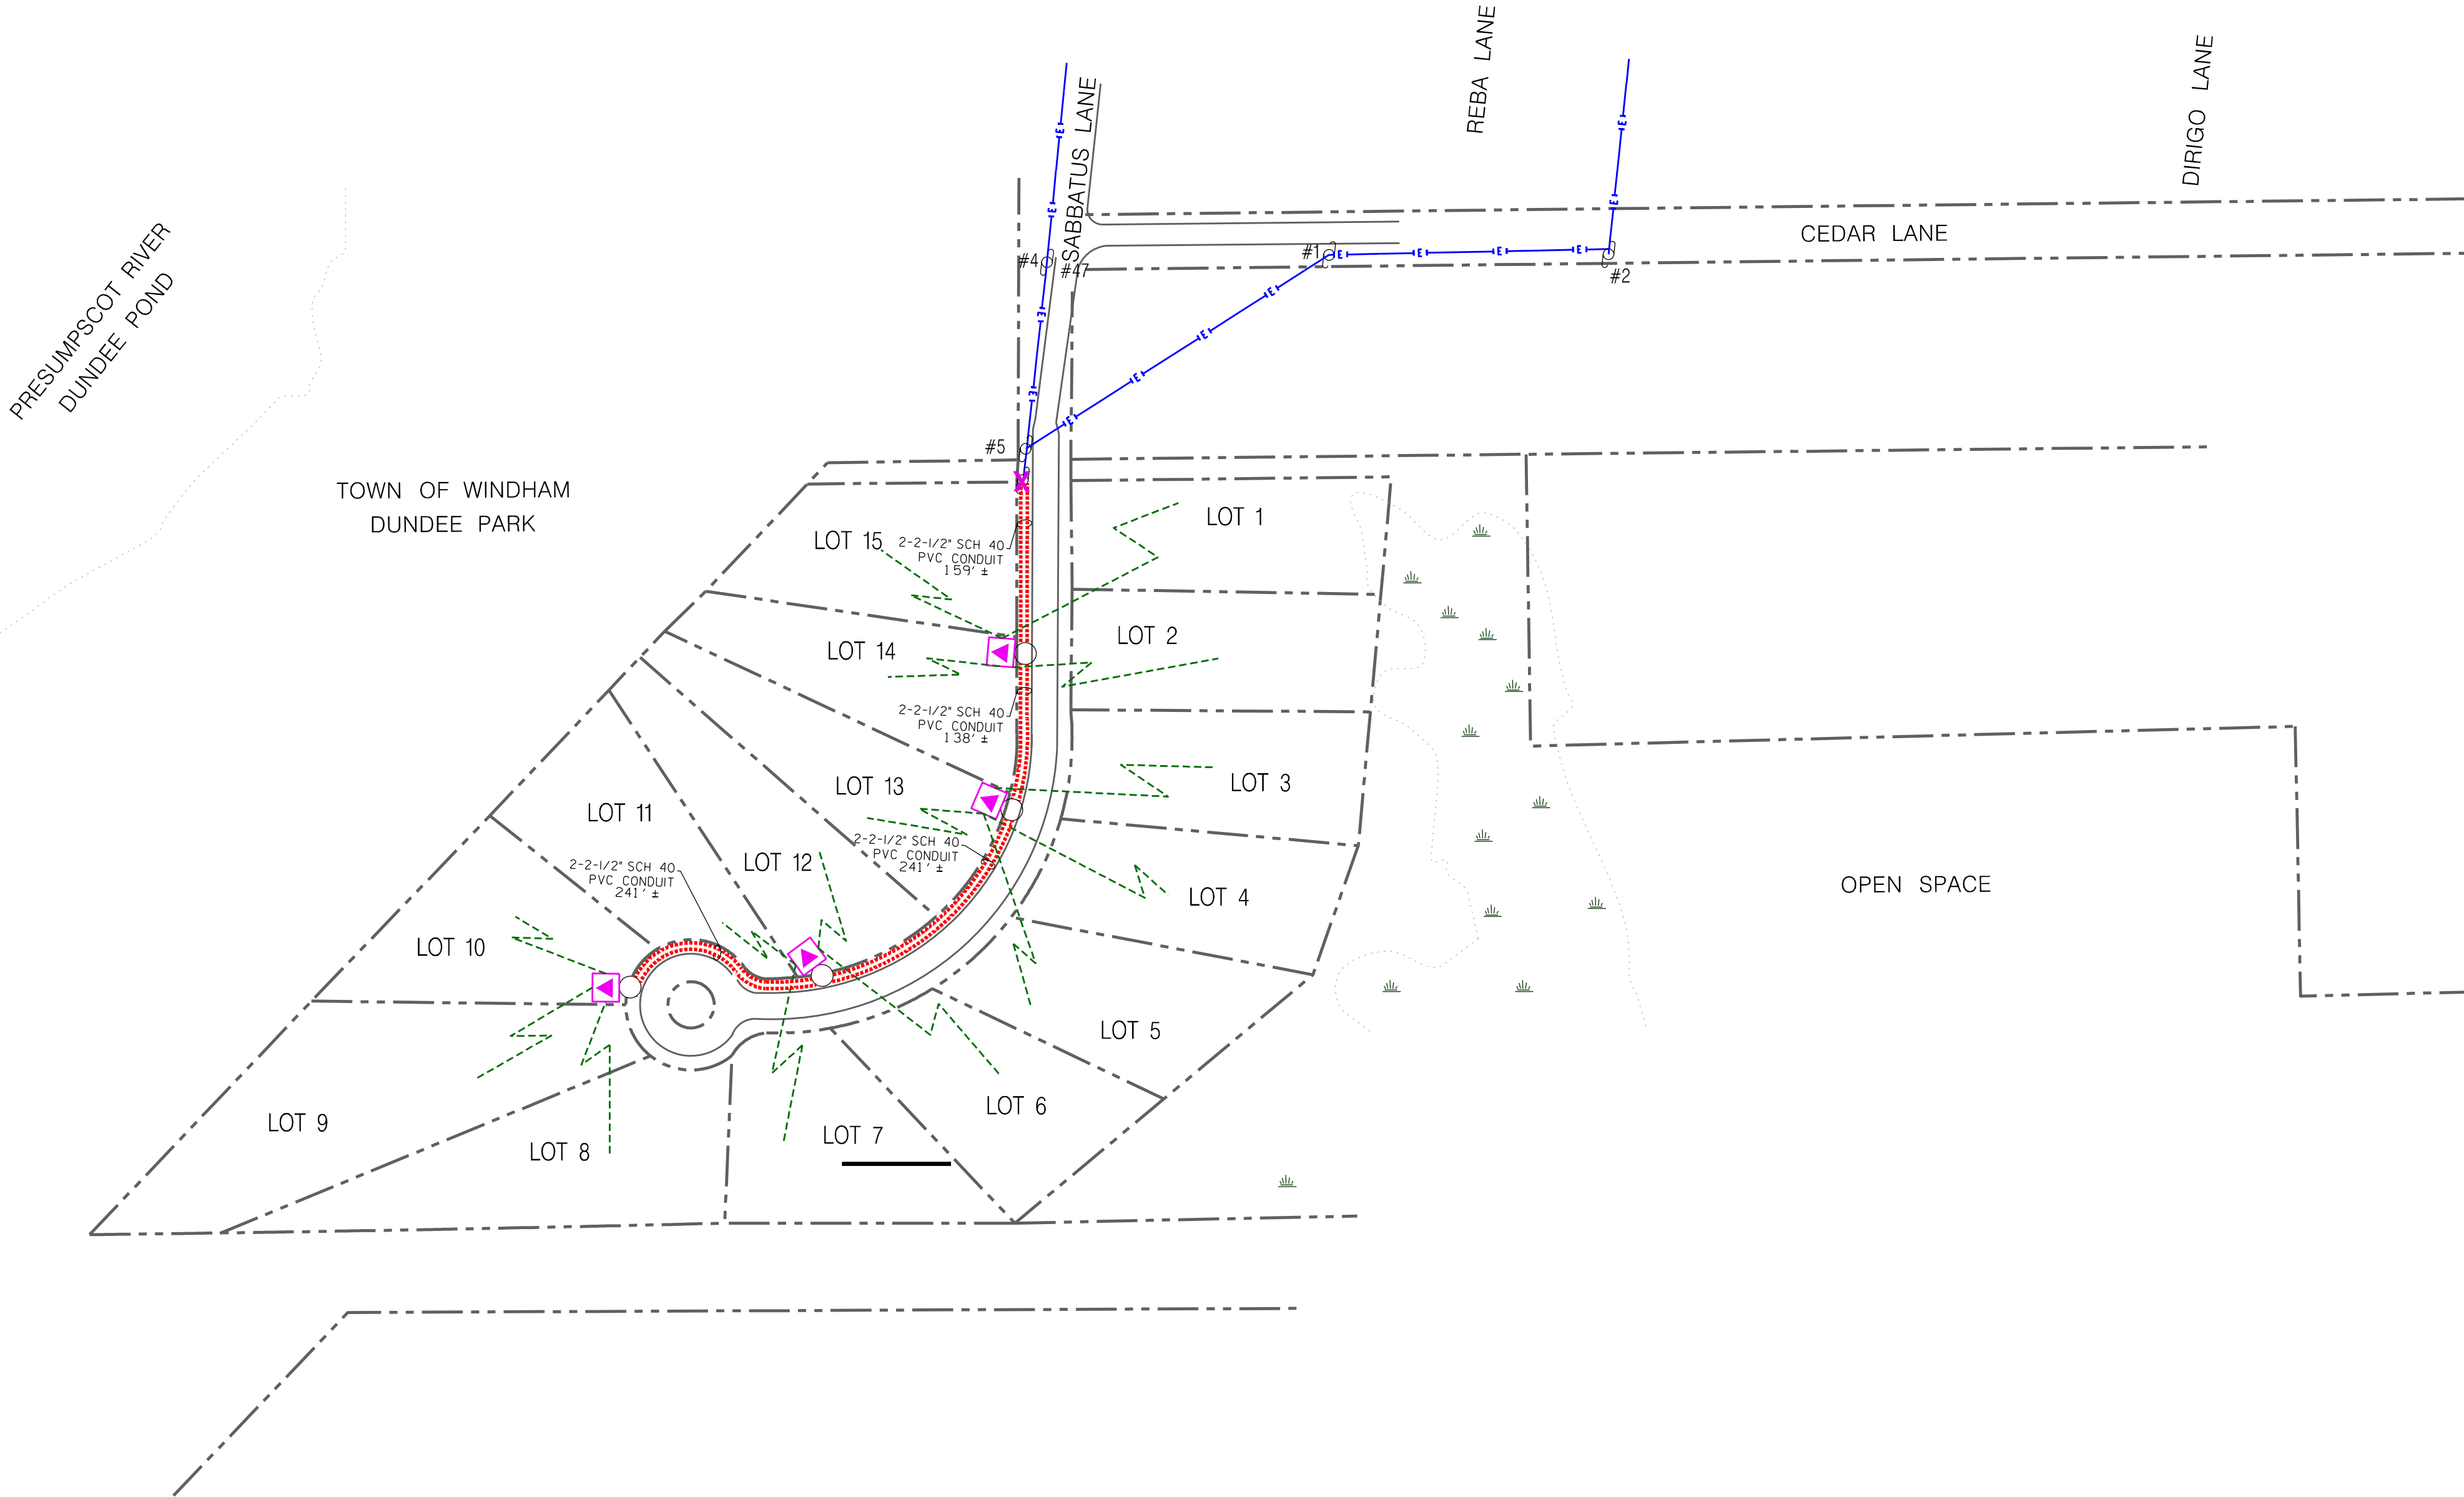 REBA LANE
DIRIGO LANE
SABBATUS LANE
CEDAR LANE
PRESUMPSCOT RIVER
DUNDEE POND
#4
#47
#1
#2
#5
E
E
E
E
E
E
E
E
E
E
E
E
E
E
TOWN OF WINDHAM
DUNDEE PARK
LOT 1
LOT 15
2-2-1/2" SCH 40
PVC CONDUIT
159' ±
LOT 2
LOT 14
2-2-1/2" SCH 40
PVC CONDUIT
138' ±
LOT 3
LOT 13
LOT 11
2-2-1/2" SCH 40
PVC CONDUIT
241' ±
LOT 12
2-2-1/2" SCH 40
PVC CONDUIT
241' ±
LOT 4
OPEN SPACE
LOT 10
LOT 5
LOT 6
LOT 9
LOT 7
LOT 8